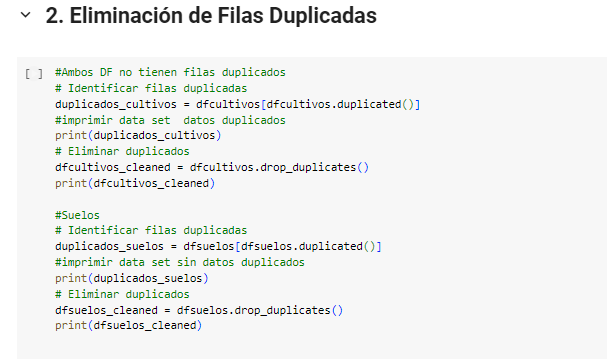 2. Eliminación de Filas Duplicadas
[ ] #Ambos DF no tienen filas duplicados
# Identificar filas duplicadas
duplicados_cultivos = dfcultivos[dfcultivos.duplicated()]
#imprimir data set  datos duplicados
print(duplicados_cultivos)
# Eliminar duplicados
dfcultivos_cleaned = dfcultivos.drop_duplicates()
print(dfcultivos_cleaned)
#Suelos
# Identificar filas duplicadas
duplicados_suelos = dfsuelos[dfsuelos.duplicated()]
#imprimir data set sin datos duplicados
print(duplicados_suelos)
# Eliminar duplicados
dfsuelos_cleaned = dfsuelos.drop_duplicates()
print(dfsuelos_cleaned)